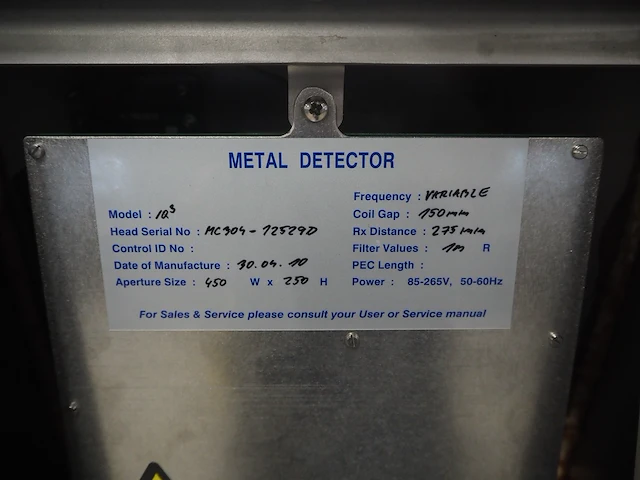 METAL DETECTOR
Model : IQ³
Head Serial No : MC304-12529D
Control ID No :
Date of Manufacture : 30.04.10
Aperture Size : 450 W x 250 H
Frequency : VARIABLE
Coil Gap : 150mm
Rx Distance : 275mm
Filter Values : 1m R
PEC Length :
Power : 85-265V, 50-60Hz
For Sales & Service please consult your User or Service manual